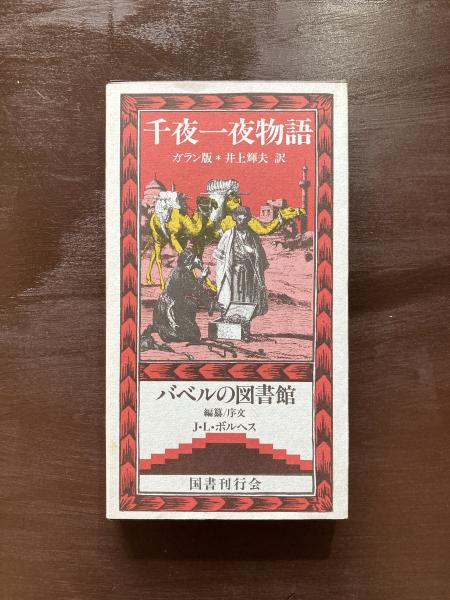 千夜一夜物語
ガラン版*井上輝夫 訳
バベルの図書館
編纂/序文
J・L・ボルヘス
国書刊行会